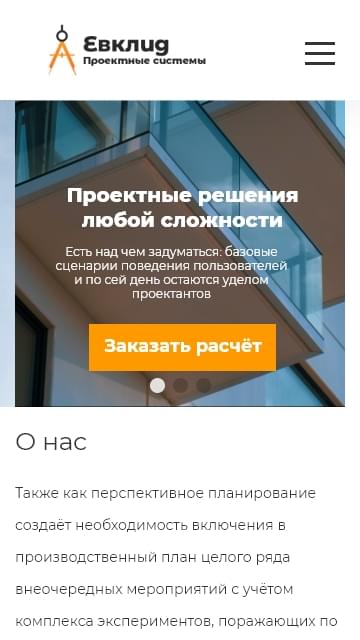 Евклид
Проектные системы
Проектные решения
любой сложности
Есть над чем задуматься: базовые
сценарии поведения пользователей
и по сей день остаются уделом
проектантов
Заказать расчёт
О нас
Также как перспективное планирование
создаёт необходимость включения в
производственный план целого ряда
внеочередных мероприятий с учётом
комплекса экспериментов, поражающих по